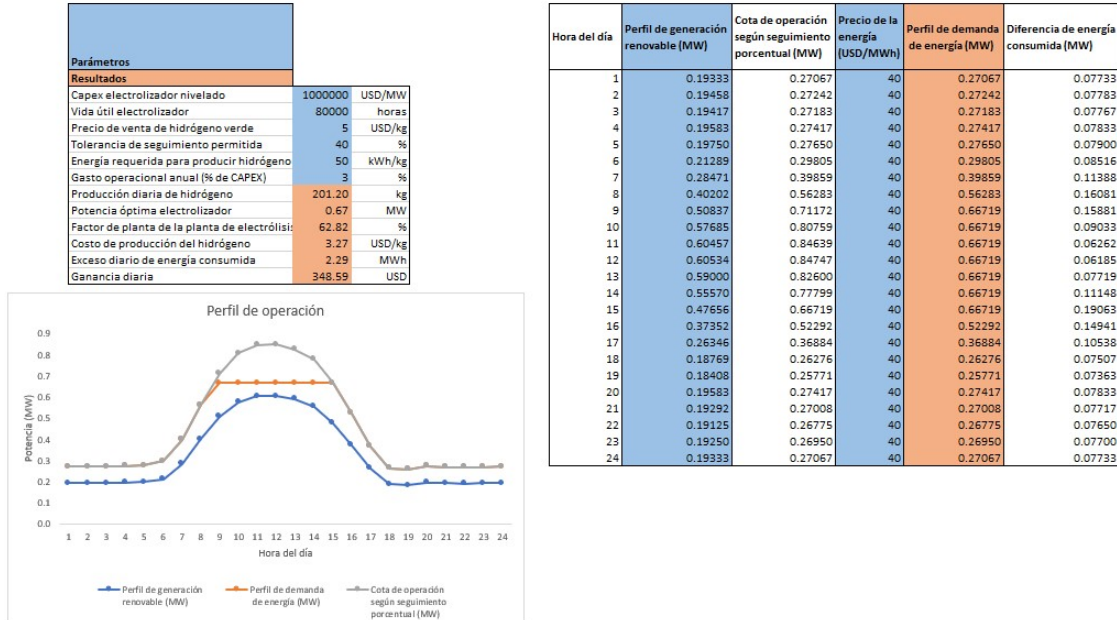 Parámetros
Resultados
Capex electrolizador nivelado 1000000 USD/MW
Vida útil electrolizador 80000 horas
Precio de venta de hidrógeno verde 5 USD/kg
Tolerancia de seguimiento permitida 40 %
Energía requerida para producir hidrógeno 50 kWh/kg
Gasto operacional anual (% de CAPEX) 3 %
Producción diaria de hidrógeno 201.20 kg
Potencia óptima electrolizador 0.67 MW
Factor de planta de la planta de electrólisi 62.82 %
Costo de producción del hidrógeno 3.27 USD/kg
Exceso diario de energía consumida 2.29 MWh
Ganancia diaria 348.59 USD
Perfil de operación
Potencia (MW)
0.9
0.8
0.7
0.6
0.5
0.4
0.3
0.2
0.1
0.0
1 2 3 4 5 6 7 8 9 10 11 12 13 14 15 16 17 18 19 20 21 22 23 24
Hora del día
Perfil de generación Perfil de demanda Cota de operación
renovable (MW) de energía (MW) según seguimiento
porcentual (MW)
Cota de operación Precio de la
Hora del día Perfil de generación según seguimiento energía Perfil de demanda Diferencia de energía
renovable (MW) porcentual (MW) (USD/MWh) de energía (MW) consumida (MW)
1 0.19333 0.27067 40 0.27067 0.07733
2 0.19458 0.27242 40 0.27242 0.07783
3 0.19417 0.27183 40 0.27183 0.07767
4 0.19583 0.27417 40 0.27417 0.07833
5 0.19750 0.27650 40 0.27650 0.07900
6 0.21289 0.29805 40 0.29805 0.08516
7 0.28471 0.39859 40 0.39859 0.11388
8 0.40202 0.56283 40 0.56283 0.16081
9 0.50837 0.71172 40 0.66719 0.15881
10 0.57685 0.80759 40 0.66719 0.09033
11 0.60457 0.84639 40 0.66719 0.06262
12 0.60534 0.84747 40 0.66719 0.06185
13 0.59000 0.82600 40 0.66719 0.07719
14 0.55570 0.77799 40 0.66719 0.11148
15 0.47656 0.66719 40 0.66719 0.19063
16 0.37352 0.52292 40 0.52292 0.14941
17 0.26346 0.36884 40 0.36884 0.10538
18 0.18769 0.26276 40 0.26276 0.07507
19 0.18408 0.25771 40 0.25771 0.07363
20 0.19583 0.27417 40 0.27417 0.07833
21 0.19292 0.27008 40 0.27008 0.07717
22 0.19125 0.26775 40 0.26775 0.07650
23 0.19250 0.26950 40 0.26950 0.07700
24 0.19333 0.27067 40 0.27067 0.07733